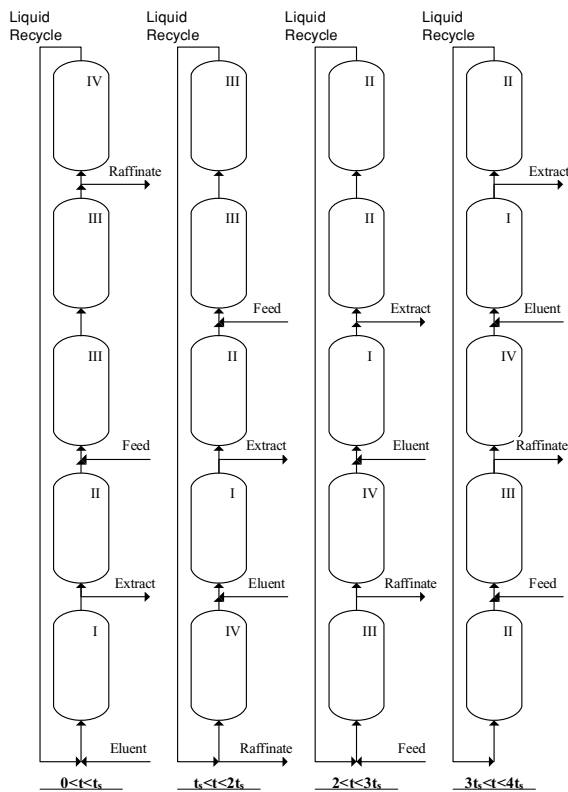 Liquid
Recycle
IV
Raffinate
III
III
Feed
II
Extract
I
Eluent
0<t<tₛ
Liquid
Recycle
III
III
Feed
II
Extract
I
Eluent
IV
Raffinate
tₛ<t<2tₛ
Liquid
Recycle
II
II
Extract
I
Eluent
IV
Raffinate
III
Feed
2<t<3tₛ
Liquid
Recycle
II
Extract
I
Eluent
IV
Raffinate
III
Feed
II
3tₛ<t<4tₛ